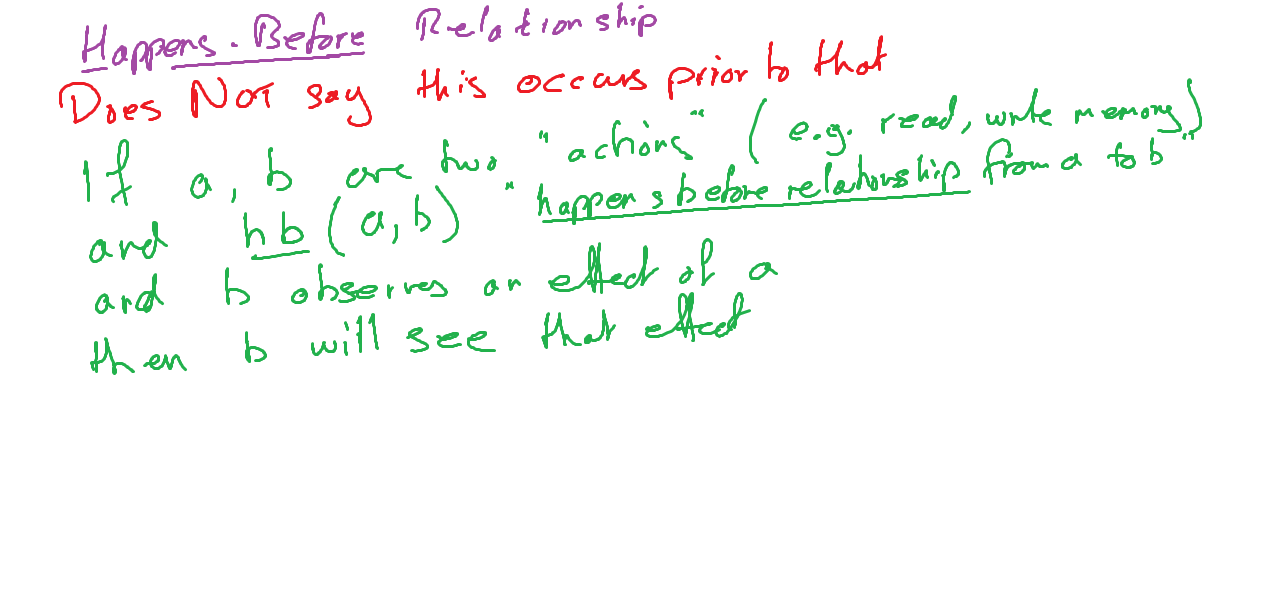 Happens-Before Relationship
Does NOT say this occurs prior to that
If a, b are two "actions" (e.g. read, write memory)
and hb(a,b) "happens before relationship from a to b"
and b observes an effect of a
then b will see that effect